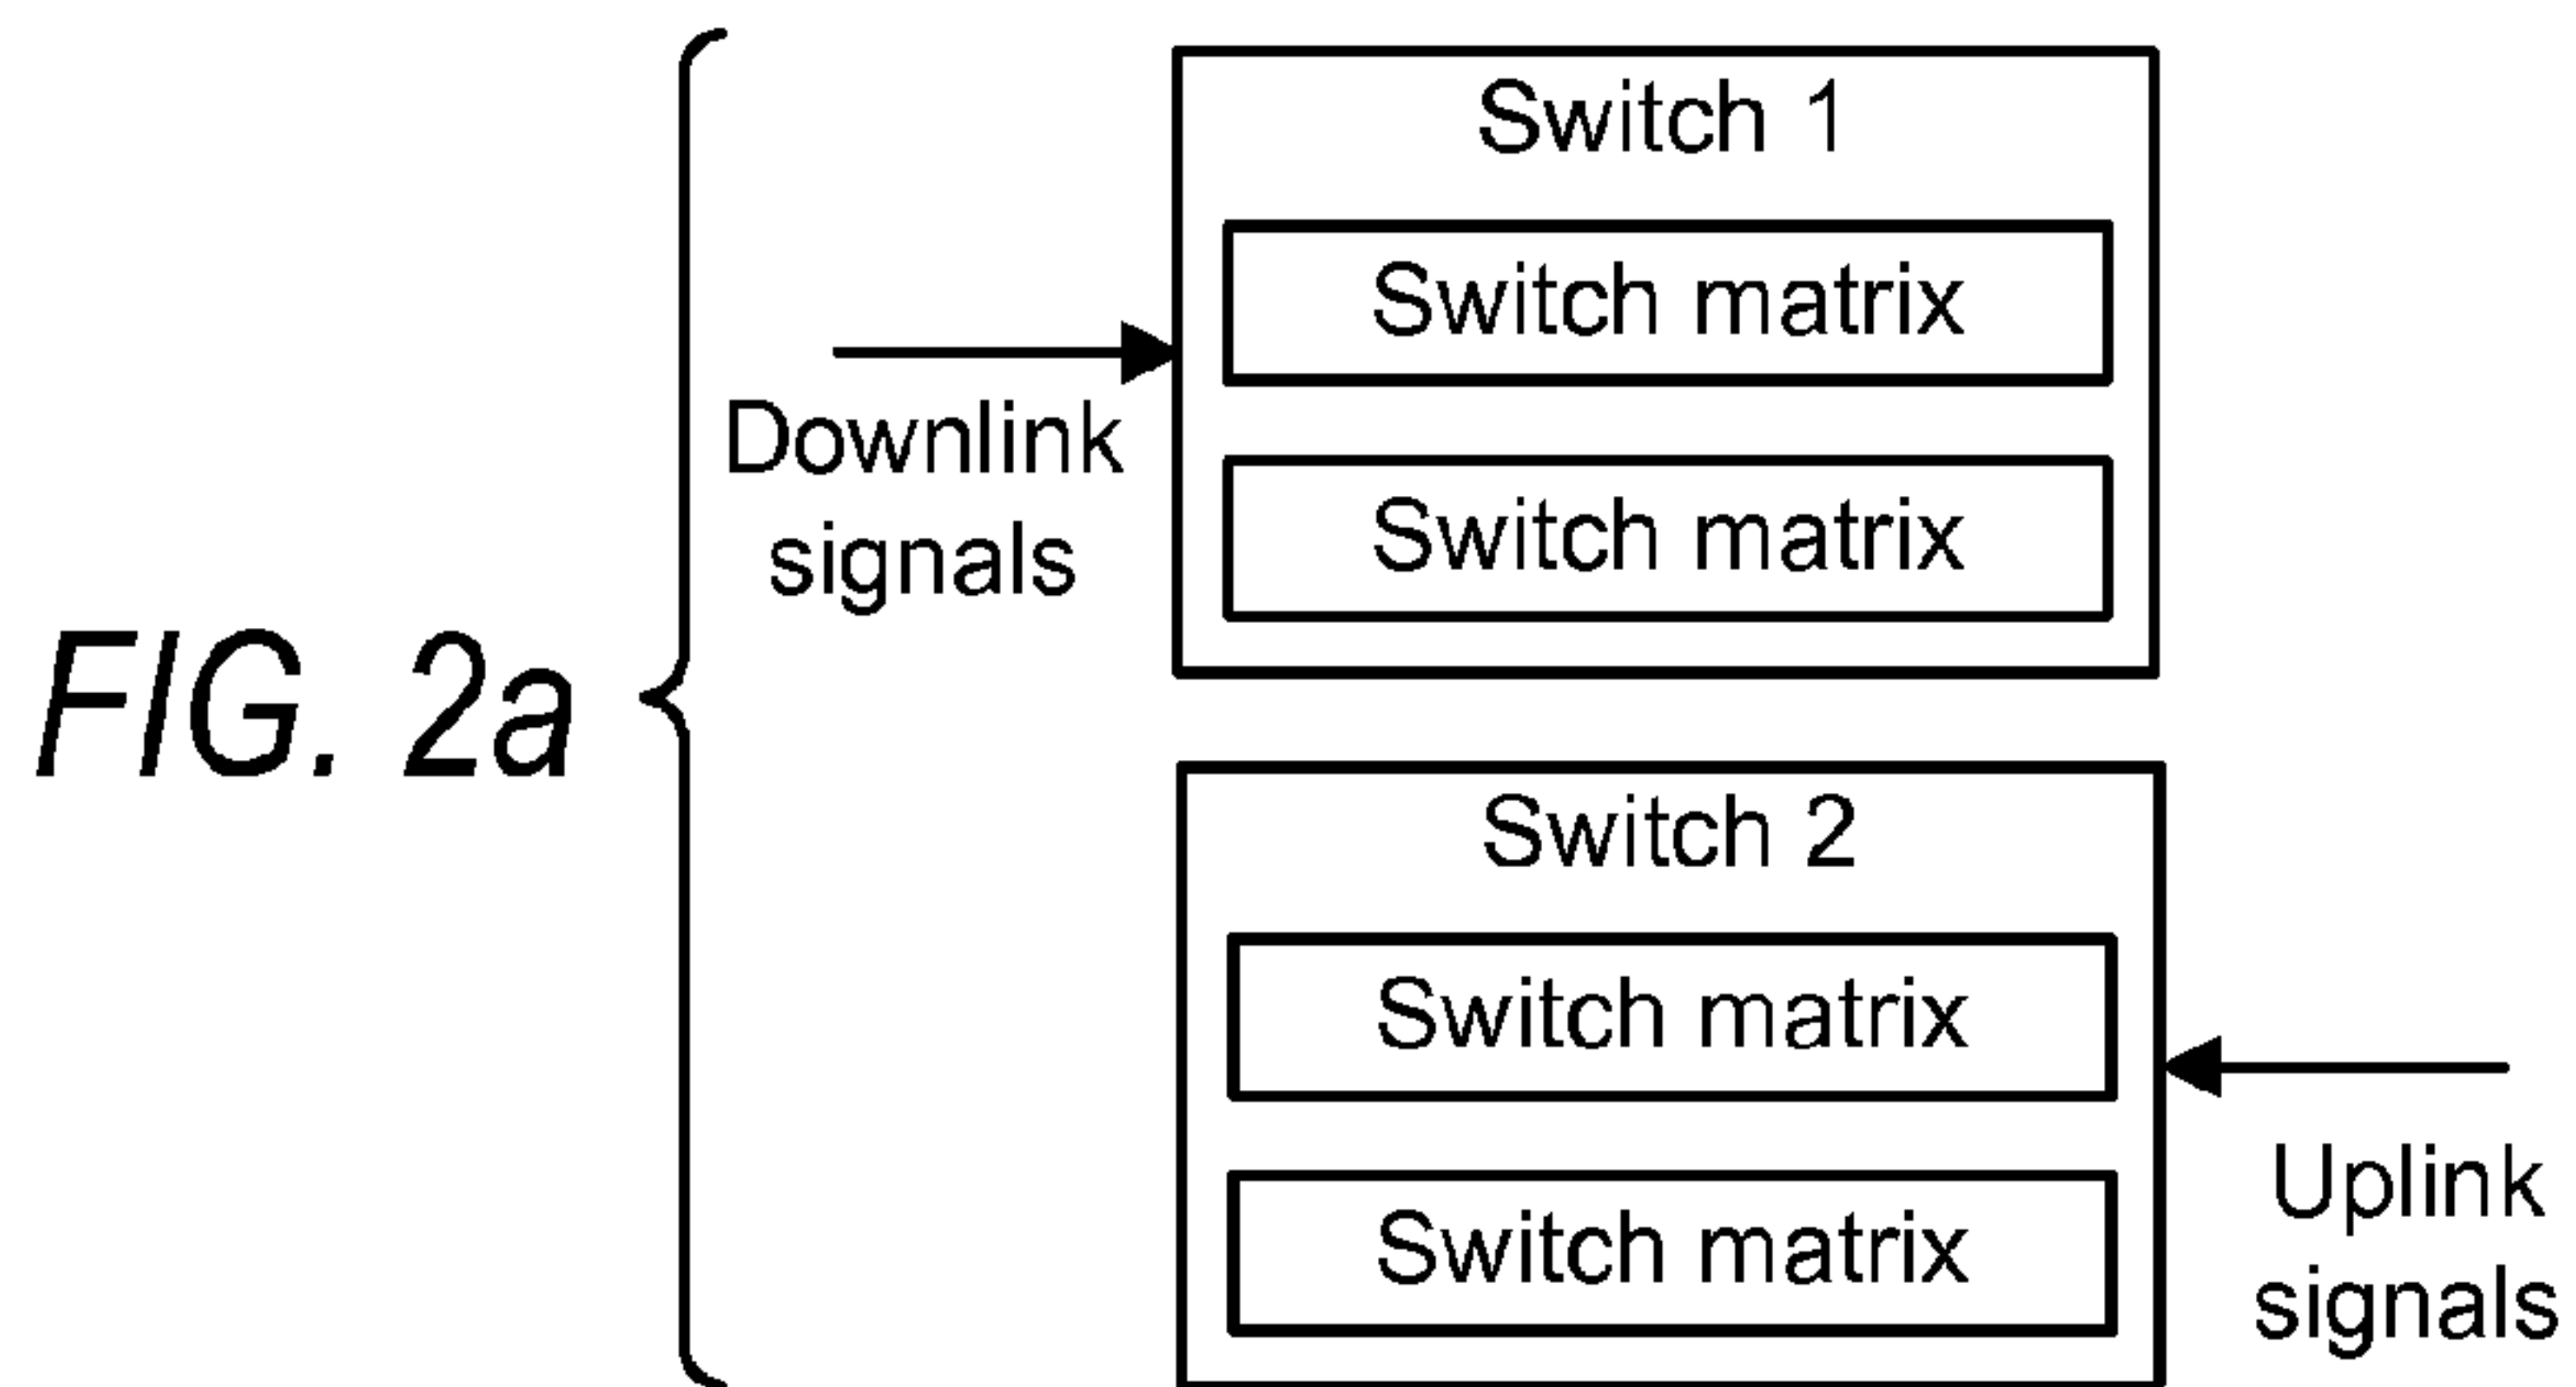 FIG. 2a
Switch 1
Switch matrix
Switch matrix
Downlink
signals
Switch 2
Switch matrix
Switch matrix
Uplink
signals